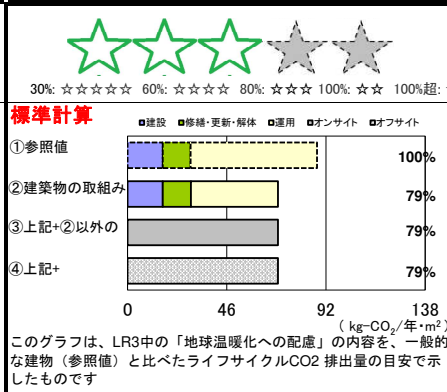 30%: ☆☆☆☆☆ 60%: ☆☆☆☆ 80%: ☆☆☆ 100%: ☆☆ 100%超:
標準計算
■建設 ■修繕・更新・解体 □運用 ■オンサイト ■オフサイト
①参照値 100%
②建築物の取組み 79%
③上記+②以外の 79%
④上記+ 79%
0 46 92 138
( kg-CO₂/年・m²)
このグラフは、LR3中の「地球温暖化への配慮」の内容を、一般的
な建物(参照値)と比べたライフサイクルCO2 排出量の目安で示
したものです